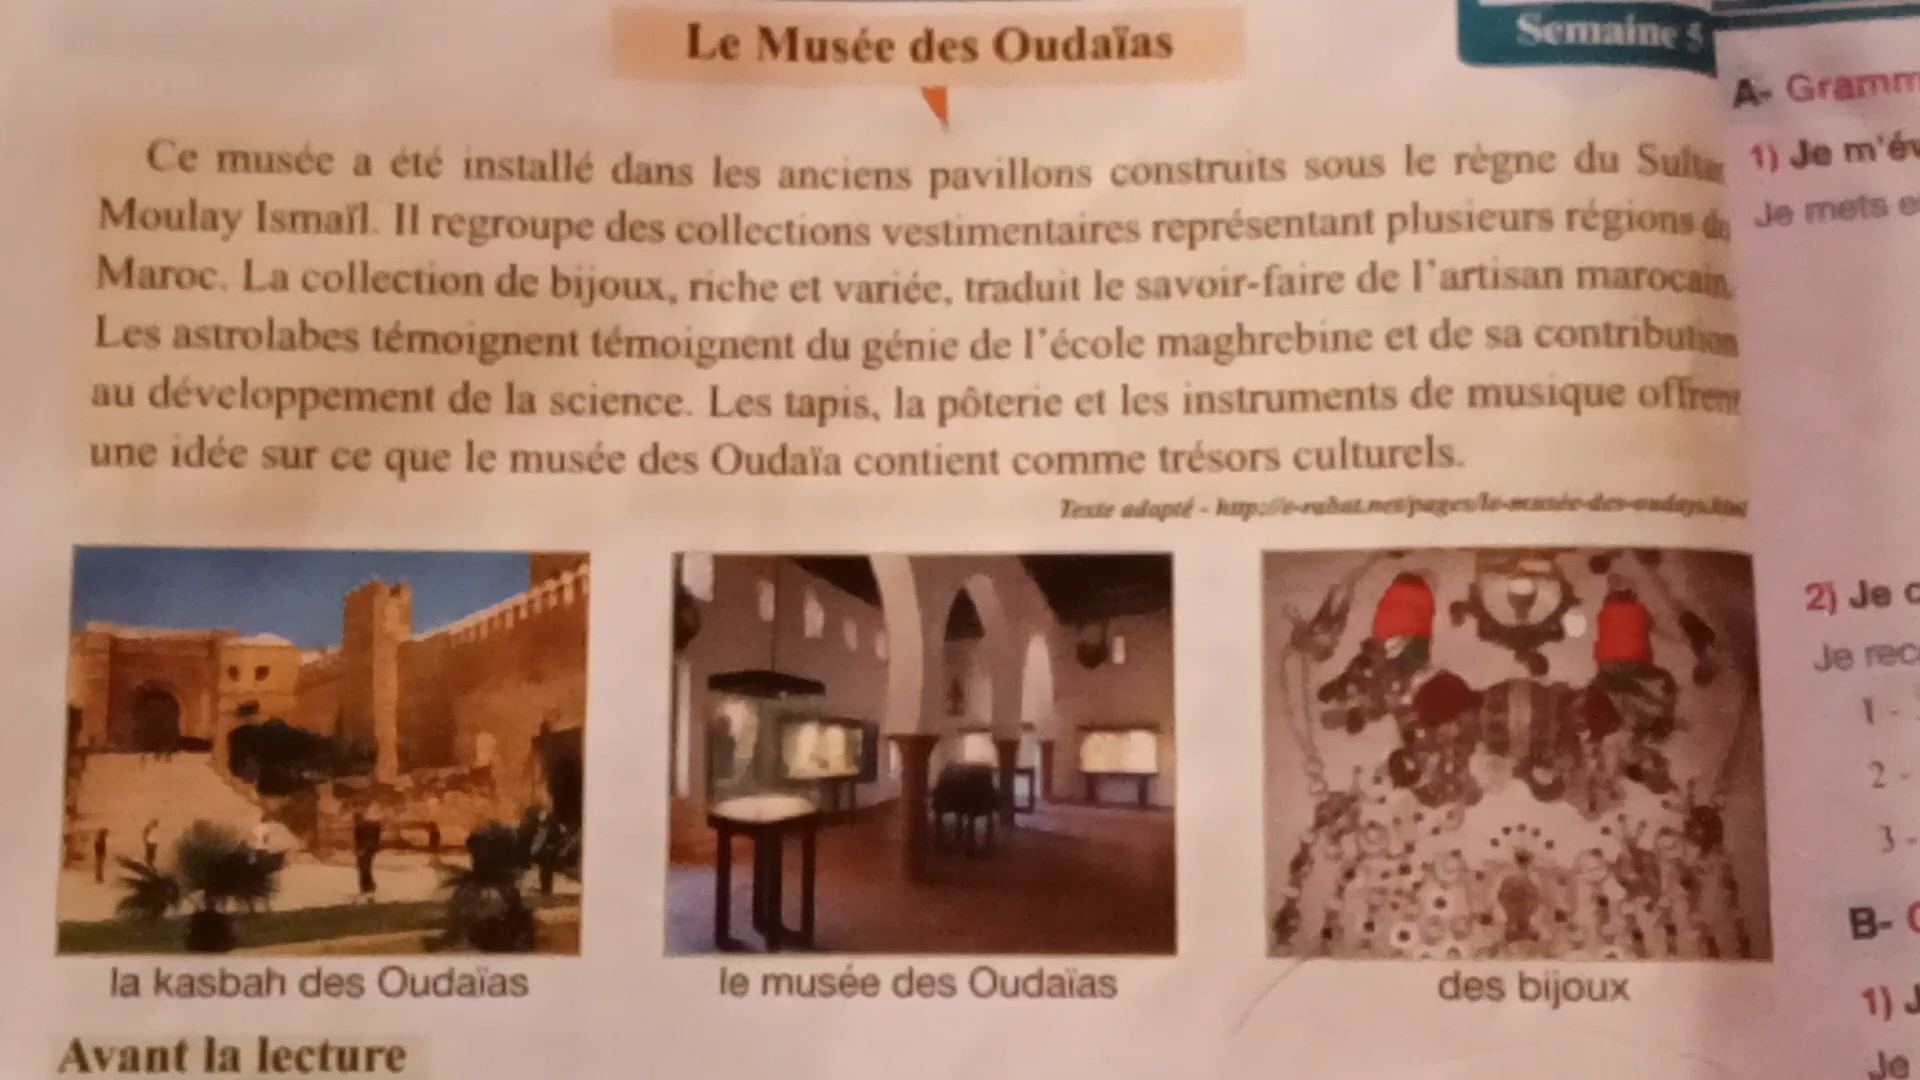 Le Musée des Oudaïas
Semaine 5
Ce musée a été installé dans les anciens pavillons construits sous le règne du
Moulay Ismaïl. Il regroupe des collections vestimentaires représentant plusieurs régions du
Maroc. La collection de bijoux, riche et variée, traduit le savoir-faire de l'artisan marocain.
Les astrolabes témoignent témoignent du génie de l'école maghrebine et de sa contribution
au développement de la science. Les tapis, la pôterie et les instruments de musique offrent
une idée sur ce que le musée des Oudaïa contient comme trésors culturels.
Texte adapté -
la kasbah des Oudaïas
le musée des Oudaïas
des bijoux
Avant la lecture
A- Gramm
1) Je m'év
Je mets e
2) Je c
Je rec
1 -
2 -
3 -
B-
1) J
Je